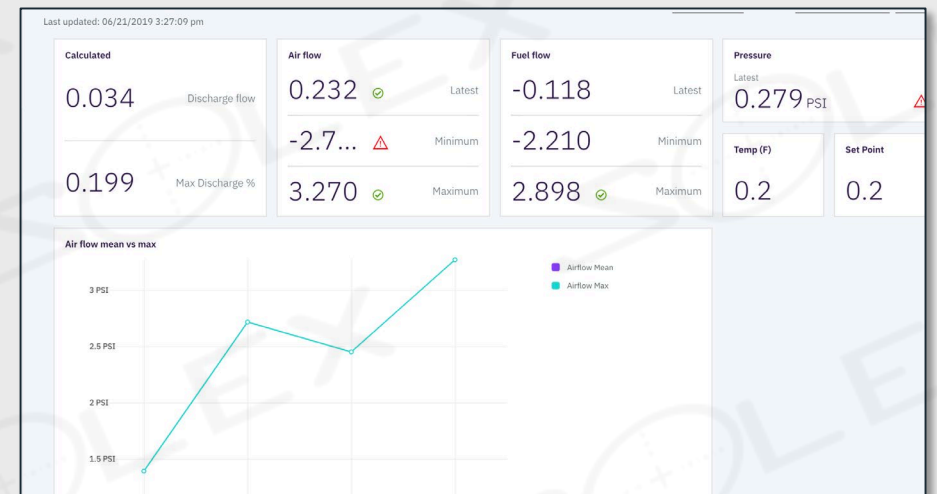 Last updated: 06/21/2019 3:27:09 pm
Calculated
0.034 Discharge flow
0.199 Max Discharge %
Air flow
0.232 Latest
-2.7... Minimum
3.270 Maximum
Fuel flow
-0.118 Latest
-2.210 Minimum
2.898 Maximum
Pressure
Latest
0.279 PSI
Temp (F)
0.2
Set Point
0.2
Air flow mean vs max
3 PSI
2.5 PSI
2 PSI
1.5 PSI
Airflow Mean
Airflow Max
SOLEX